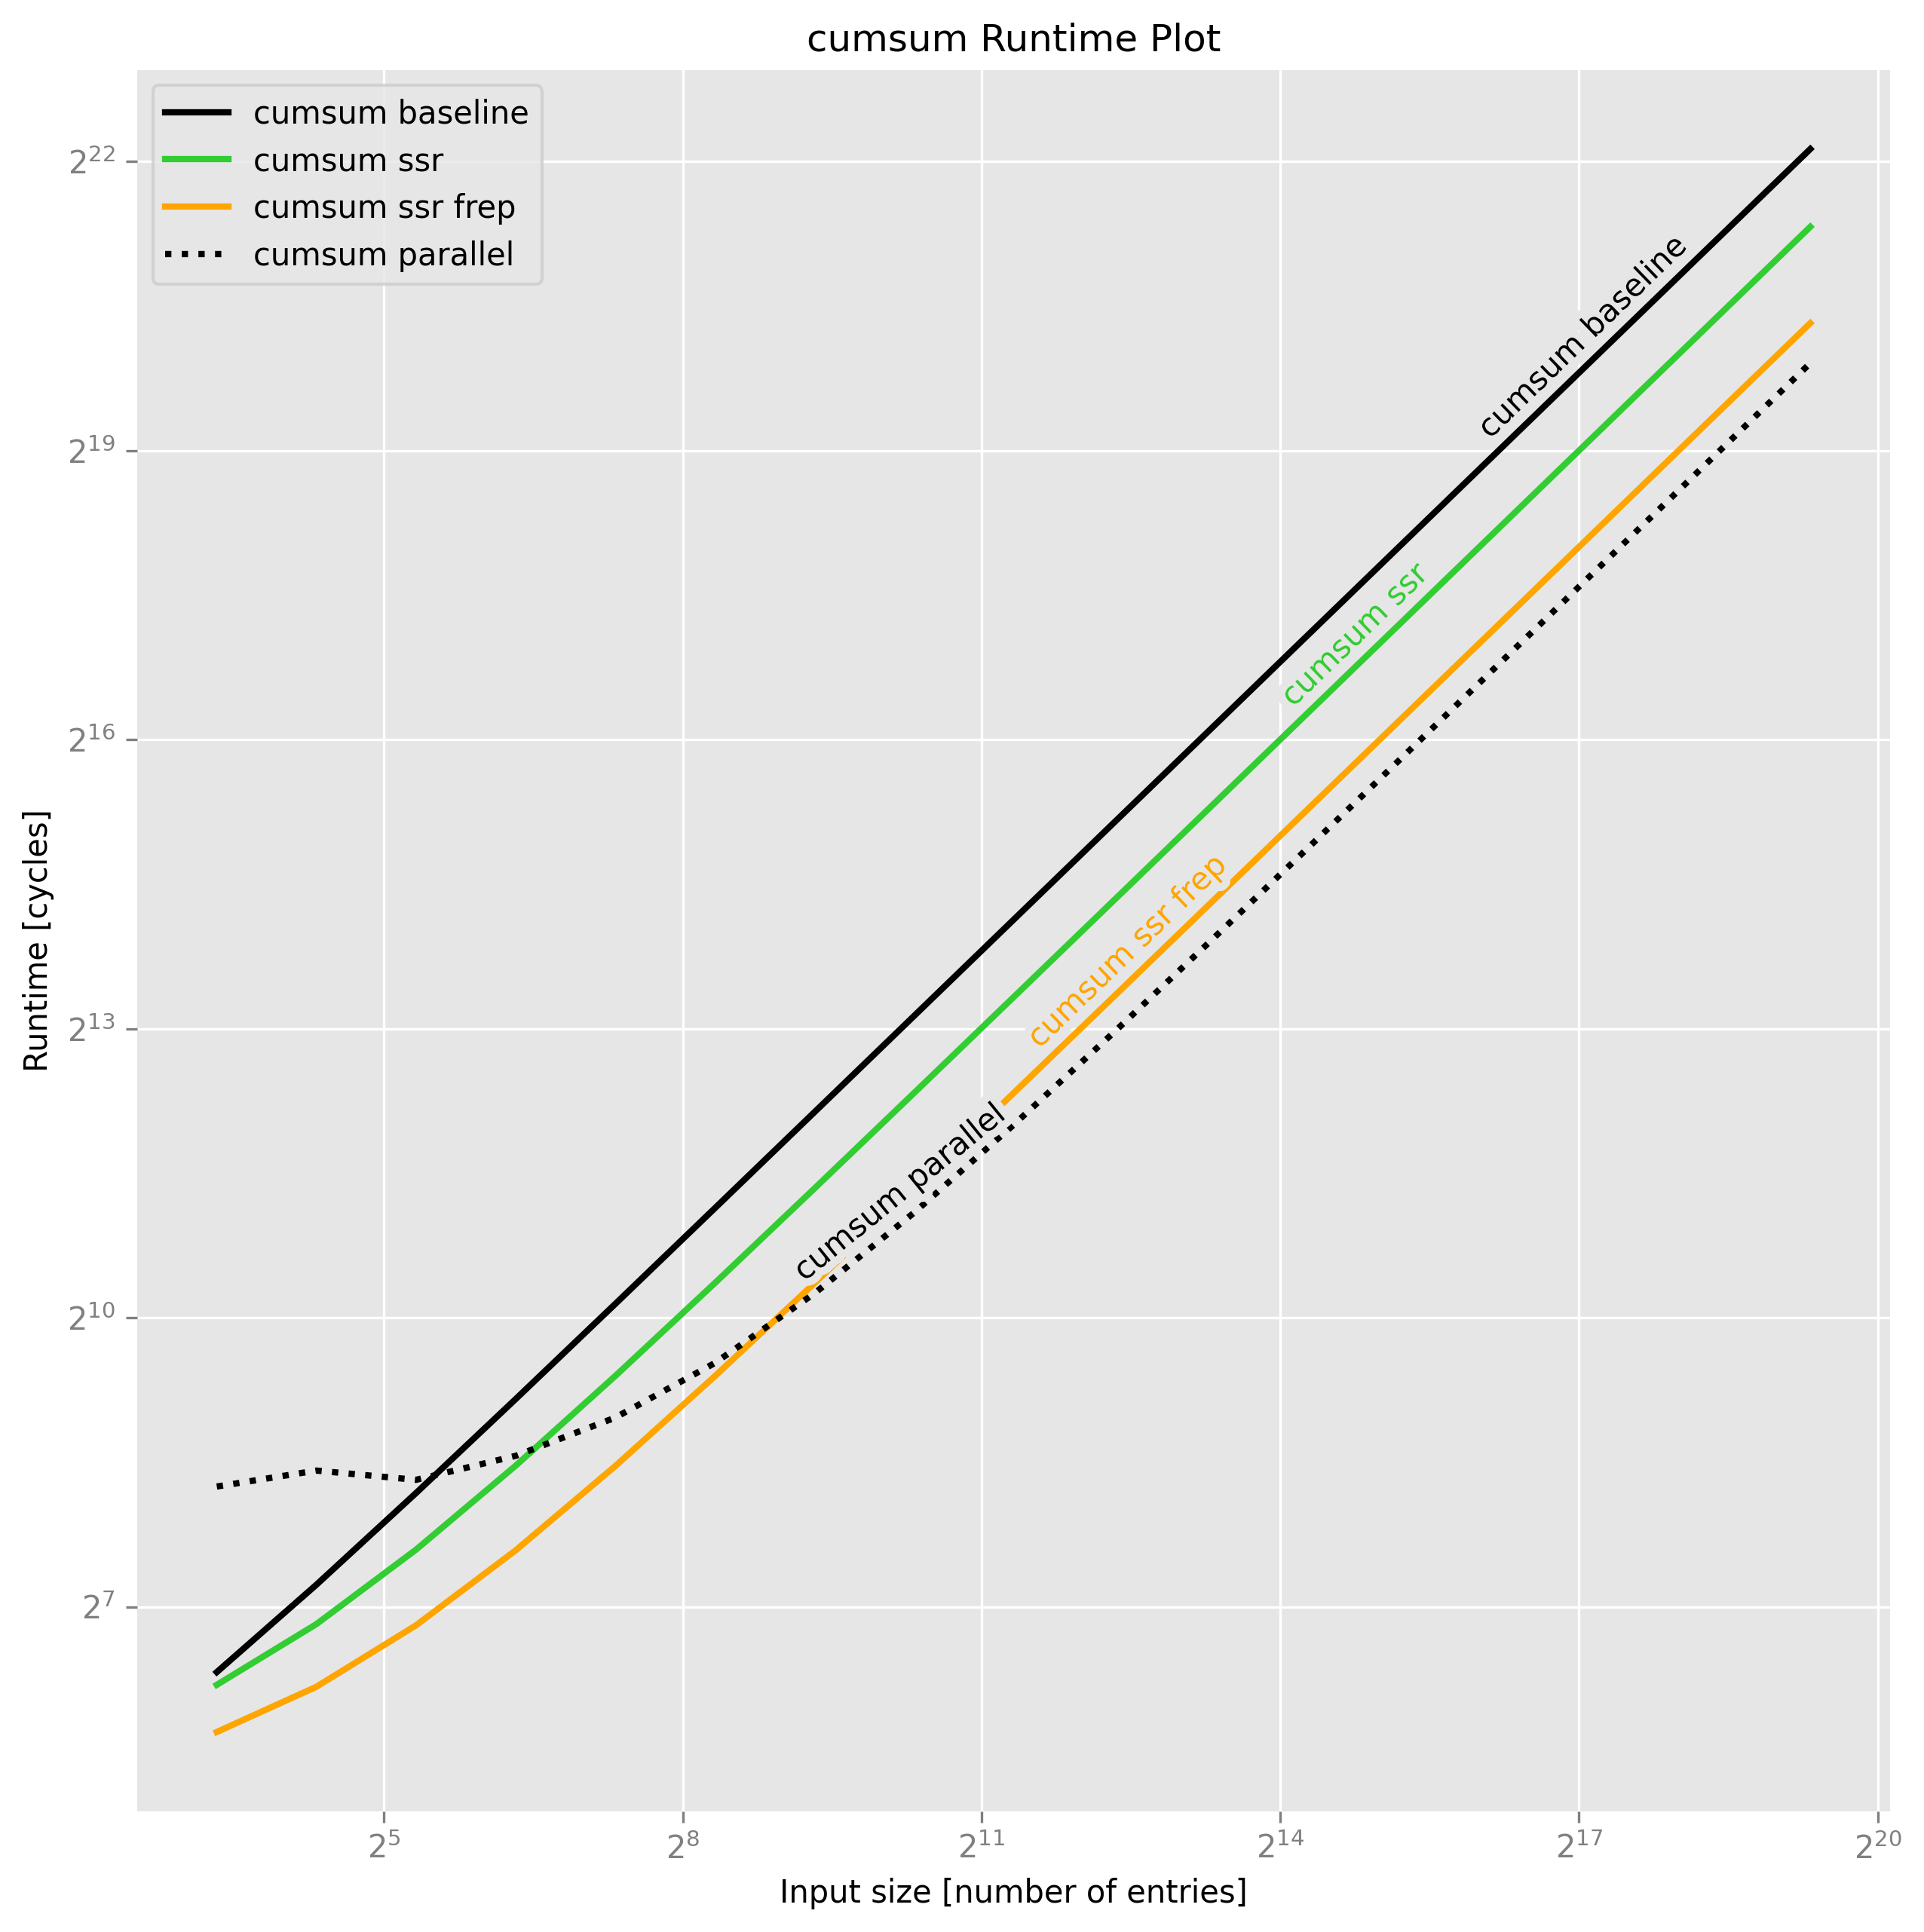 cumsum Runtime Plot
cumsum baseline
cumsum ssr
cumsum ssr frep
cumsum parallel
2^22
2^19
2^16
2^13
2^10
2^7
Runtime [cycles]
cumsum baseline
cumsum ssr
cumsum ssr frep
cumsum parallel
2^5
2^8
2^11
2^14
2^17
2^20
Input size [number of entries]